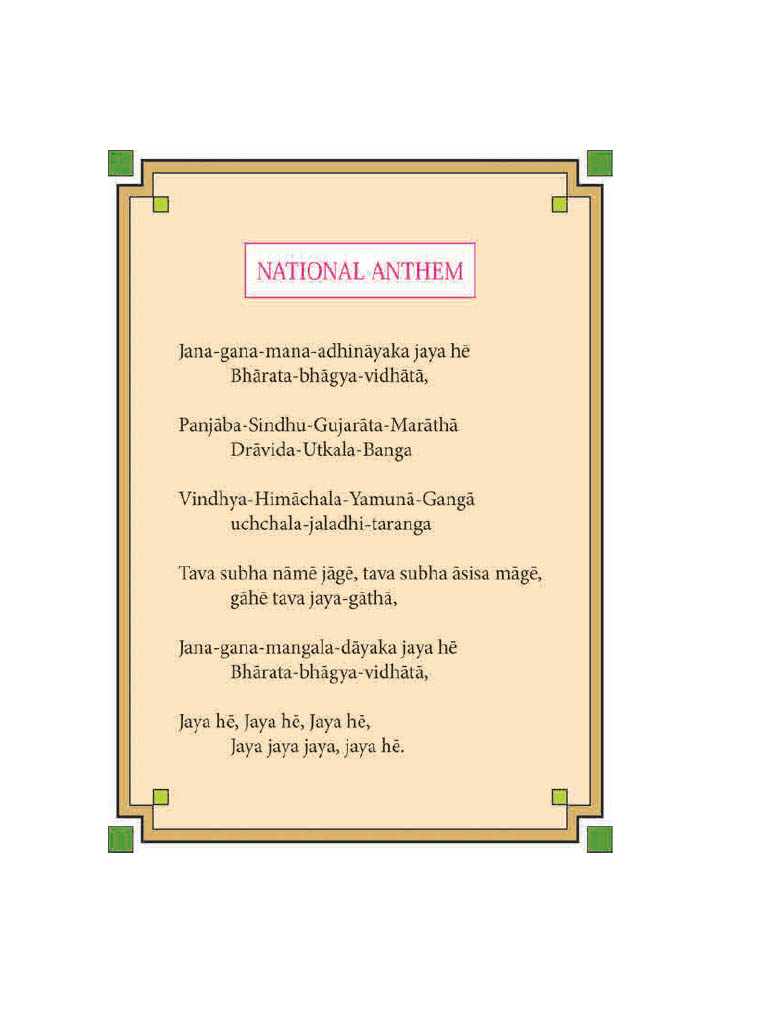 NATIONAL ANTHEM
Jana-gana-mana-adhināyaka jaya hē
Bhārata-bhāgya-vidhātā,
Panjāba-Sindhu-Gujarāta-Marāthā
Drāvida-Utkala-Banga
Vindhya-Himāchala-Yamunā-Gangā
uchchala-jaladhi-taranga
Tava subha nāmē jāgē, tava subha āsisa māgē,
gāhē tava jaya-gāthā,
Jana-gana-mangala-dāyaka jaya hē
Bhārata-bhāgya-vidhātā,
Jaya hē, Jaya hē, Jaya hē,
Jaya jaya jaya, jaya hē.